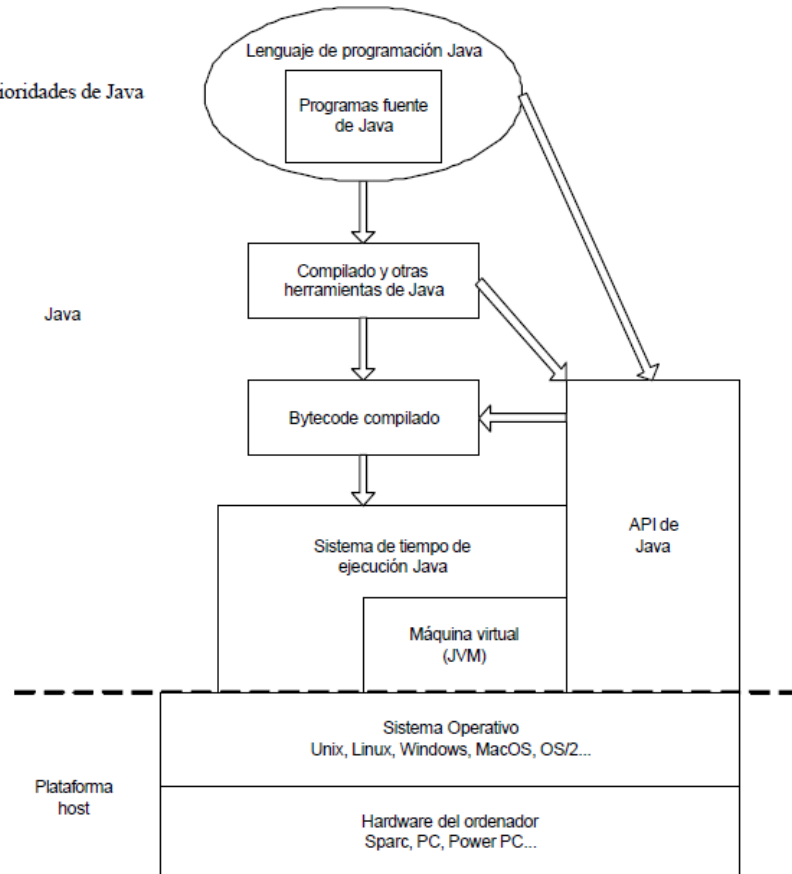 Lenguaje de programación Java
ioridades de Java
Programas fuente
de Java
Compilado y otras
herramientas de Java
Java
Bytecode compilado
API de
Java
Sistema de tiempo de
ejecución Java
Máquina virtual
(JVM)
Sistema Operativo
Unix, Linux, Windows, MacOS, OS/2...
Plataforma
host
Hardware del ordenador
Sparc, PC, Power PC...